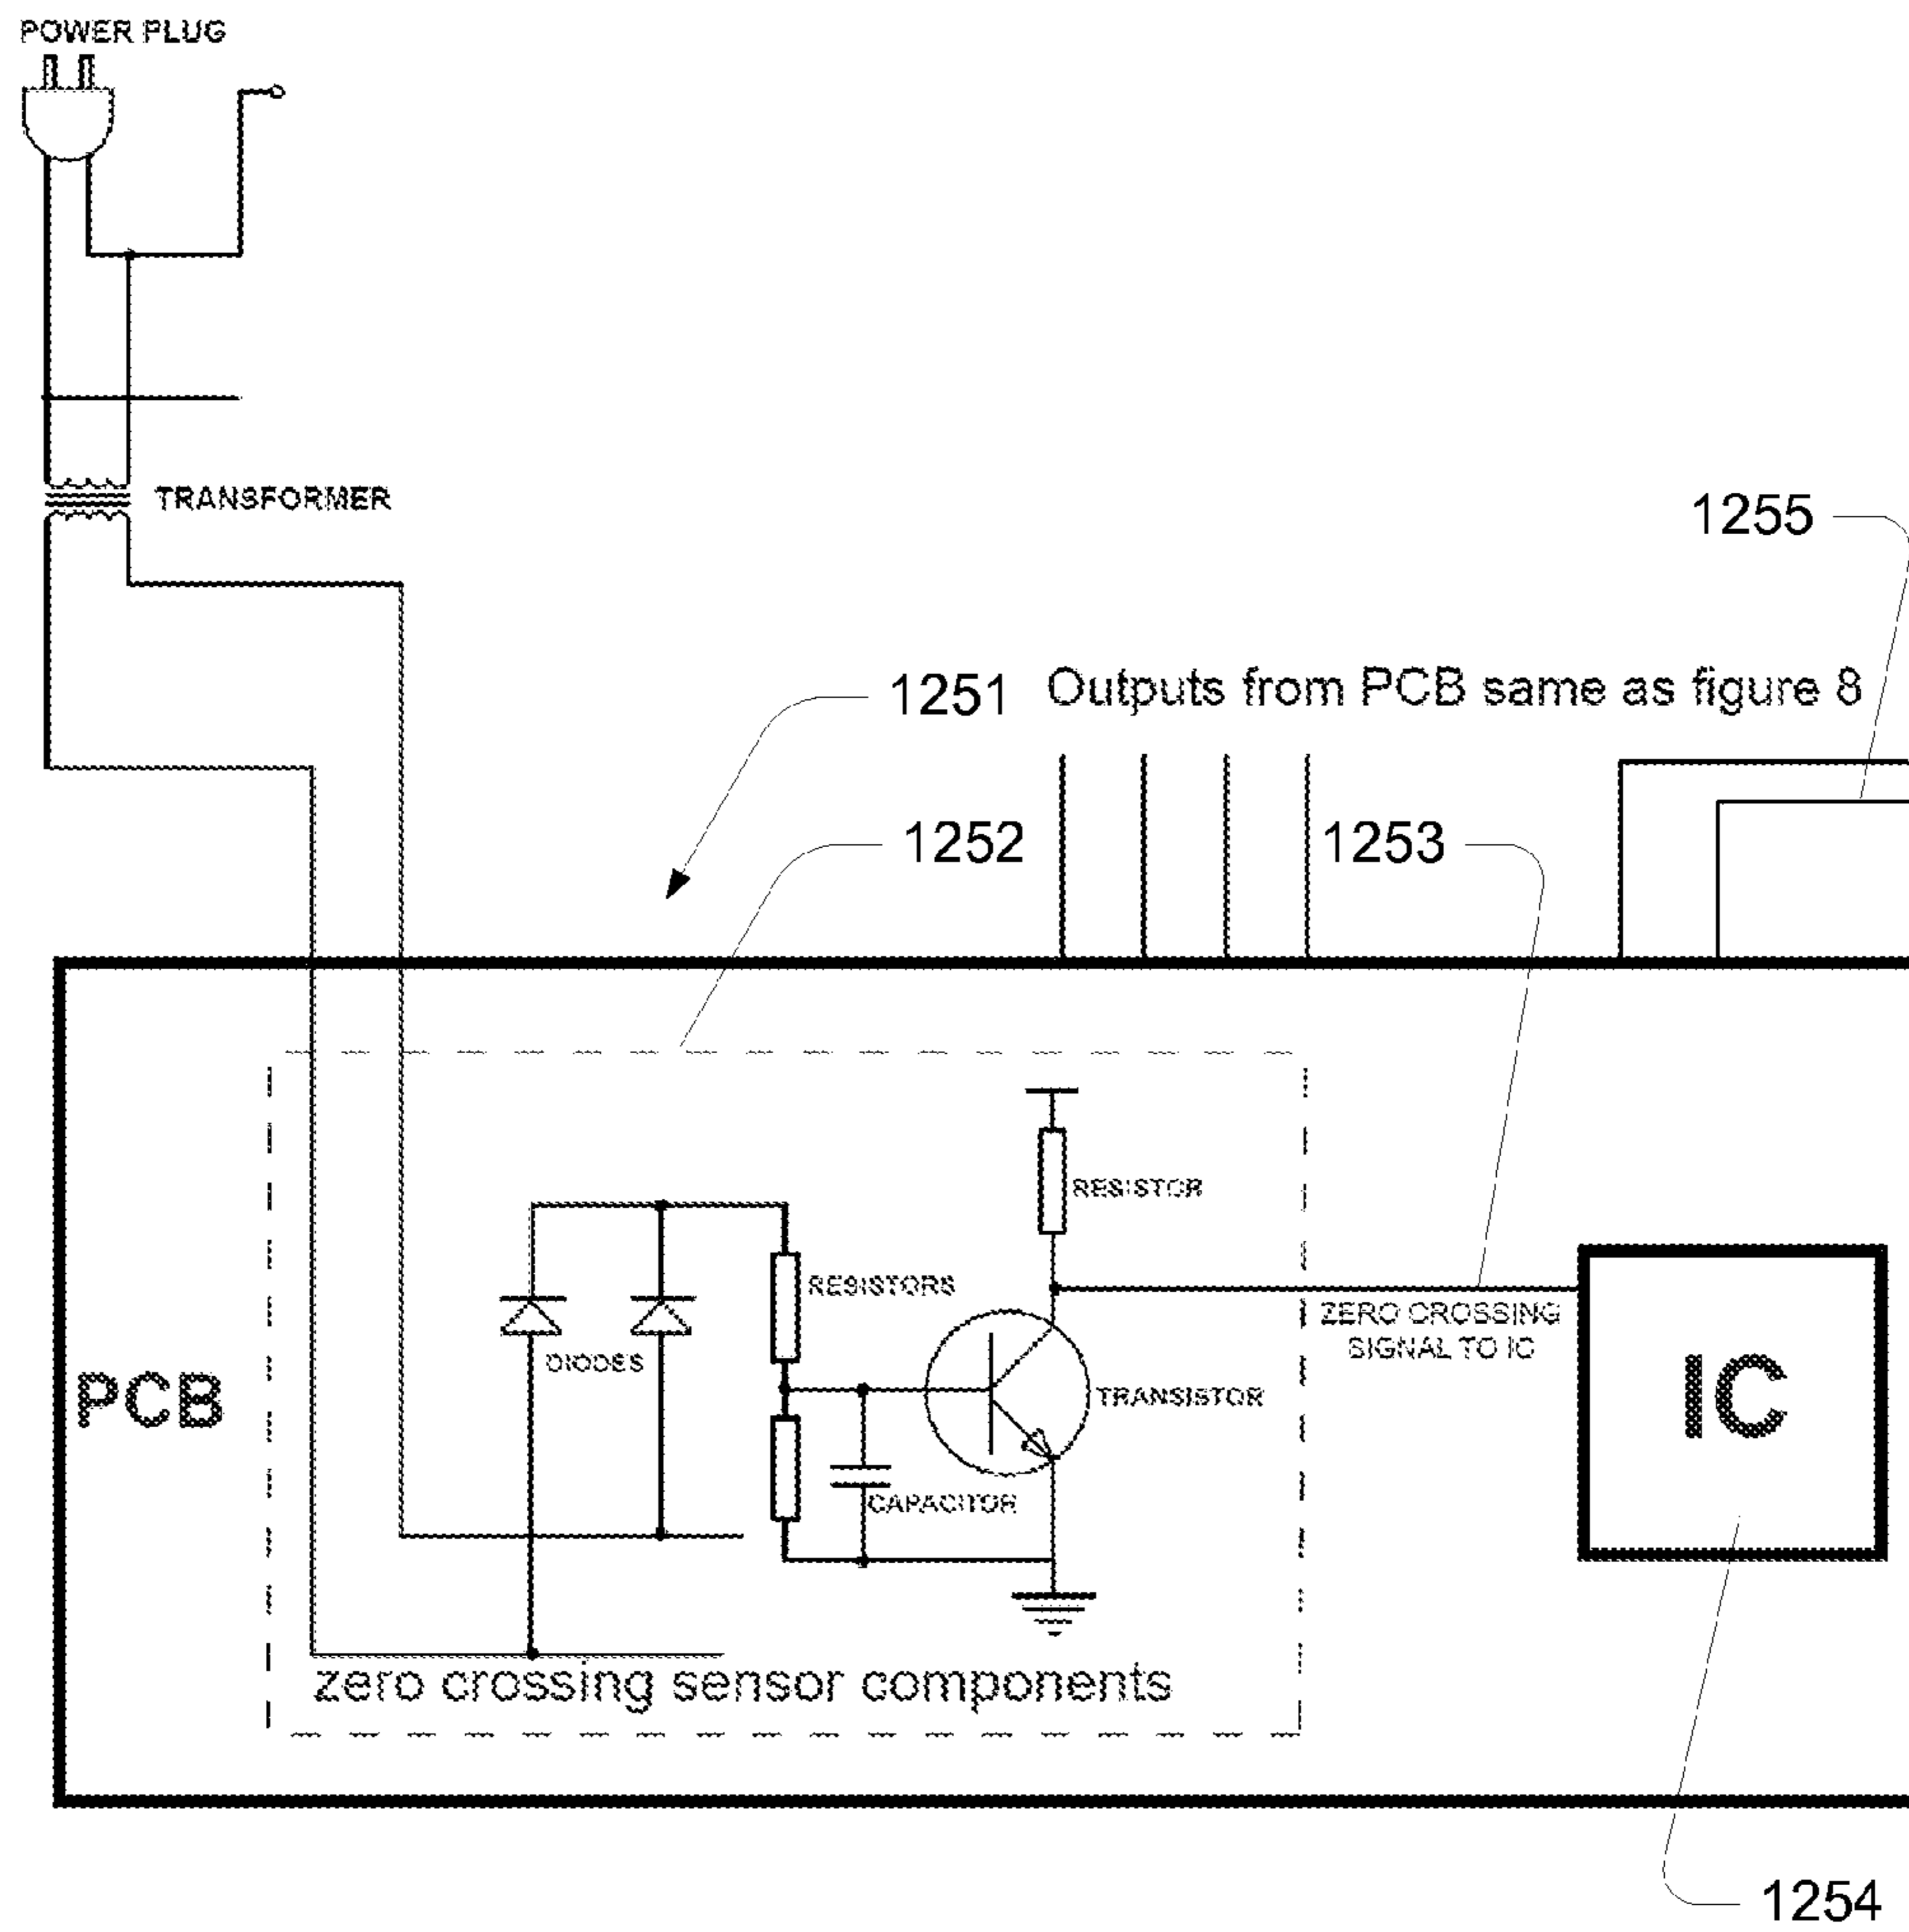 POWER PLUG
TRANSFORMER
1255
1251
Outputs from PCB same as figure 8
1252
1253
RESISTOR
RESISTORS
ZERO CROSSING
SIGNAL TO IC
DIODES
PCB
TRANSISTOR
IC
CAPACITOR
zero crossing sensor components
1254